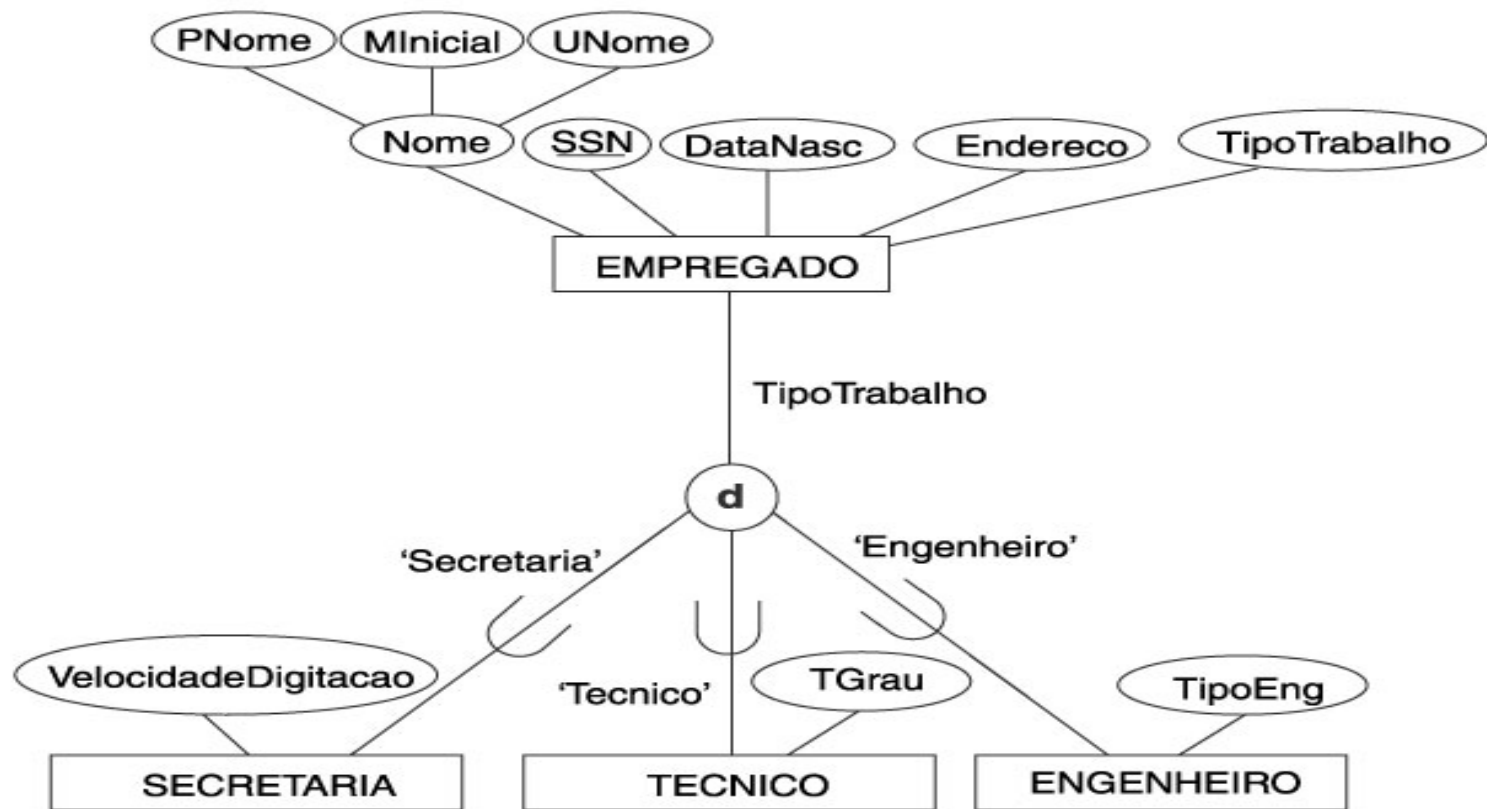 PNome MInicial UNome
Nome SSN DataNasc Endereco TipoTrabalho
EMPREGADO
TipoTrabalho
d
‘Secretaria’ ‘Engenheiro’
VelocidadeDigitacao ‘Tecnico’ TGrau TipoEng
SECRETARIA TECNICO ENGENHEIRO